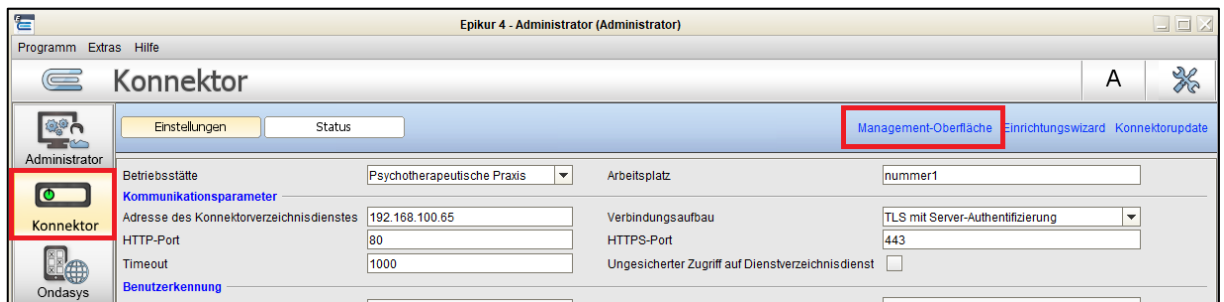 Epikur 4 - Administrator (Administrator)
Programm Extras Hilfe
Konnektor A
Einstellungen Status Management-Oberfläche Einrichtungswizard Konnektorupdate
Administrator
Betriebsstätte Psychotherapeutische Praxis Arbeitsplatz nummer1
Kommunikationsparameter
Konnektor
Adresse des Konnektorverzeichnisdienstes 192.168.100.65 Verbindungsaufbau TLS mit Server-Authentifizierung
HTTP-Port 80 HTTPS-Port 443
Timeout 1000 Ungesicherter Zugriff auf Dienstverzeichnisdienst
Ondasys
Benutzerkennung